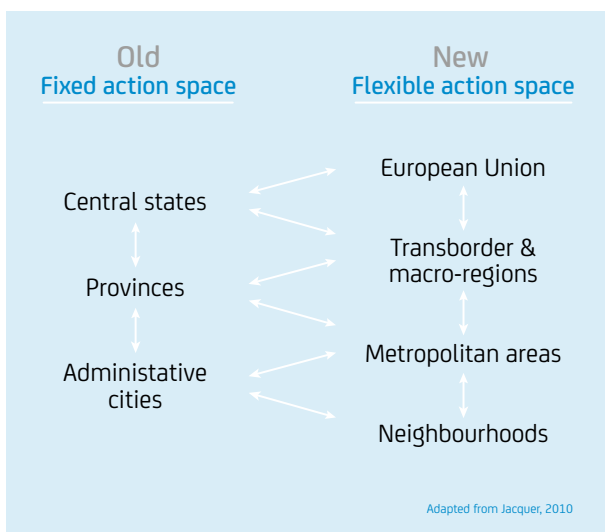 Old
Fixed action space
New
Flexible action space
Central states
Provinces
Administative
cities
European Union
Transborder &
macro-regions
Metropolitan areas
Neighbourhoods
Adapted from Jacquer, 2010